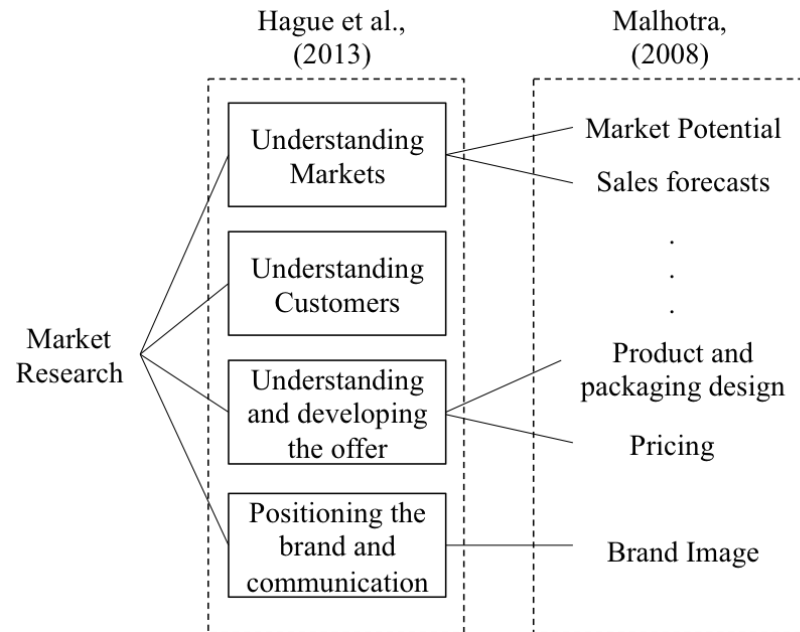 Hague et al.,
(2013)
Malhotra,
(2008)
Market
Research
Understanding
Markets
Understanding
Customers
Understanding
and developing
the offer
Positioning the
brand and
communication
Market Potential
Sales forecasts
.
.
.
Product and
packaging design
Pricing
Brand Image